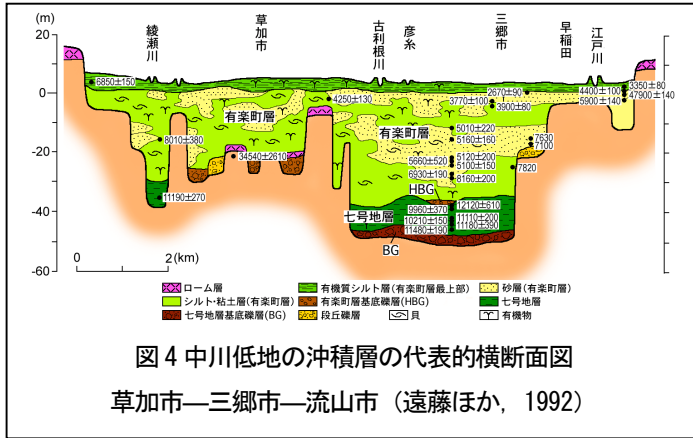 (m)
20
0
-20
-40
-60
綾瀬川
草加市
古利根川
彦糸
三郷市
早稲田
江戸川
(m)
6850±150
8010±380
11190±270
34540±2610
4250±130
有楽町層
有楽町層
2670±90
3770±100
3900±80
5010±220
5160±160
5660±520
5120±200
5100±150
6930±190
8160±200
HBG
12120±610
9960±370
七号地層
11110±200
10210±150
11180±390
11480±190
BG
7630
7100
7820
4400±100
3350±80
47900±140
5900±140
0 2 (km)
ローム層 有機質シルト層(有楽町層最上部) 砂層(有楽町層)
シルト・粘土層(有楽町層) 有楽町層基底礫層(HBG) 七号地層
七号地層基底礫層(BG) 段丘礫層 貝 有機物
図4 中川低地の沖積層の代表的横断面図
草加市―三郷市―流山市（遠藤ほか，1992）